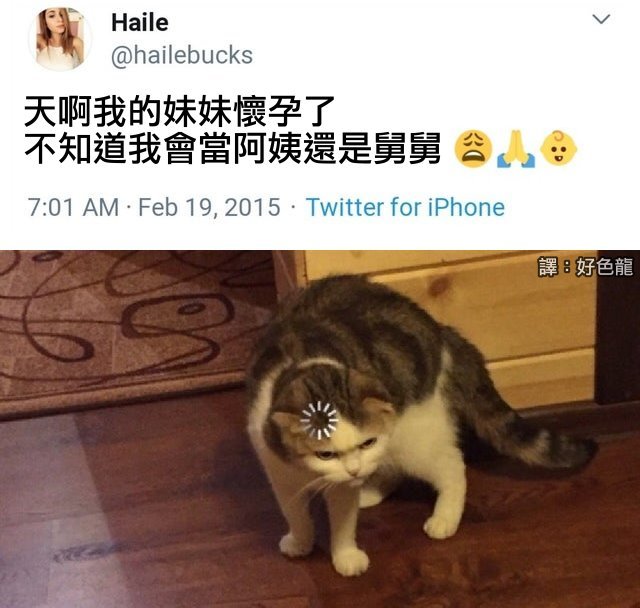 Haile
@hailebucks
天啊我的妹妹懷孕了
不知道我會當阿姨還是舅舅 😩🙏👶
7:01 AM · Feb 19, 2015 · Twitter for iPhone
譯：好色龍